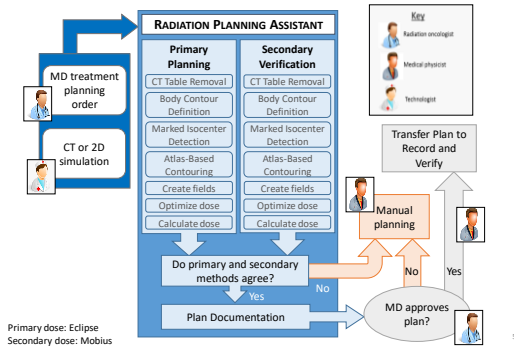 RADIATION PLANNING ASSISTANT
Key
Radiation oncologist
Medical physicist
Technologist
MD treatment
planning
order
CT or 2D
simulation
Primary
Planning
CT Table Removal
Body Contour
Definition
Marked Isocenter
Detection
Atlas-Based
Contouring
Create fields
Optimize dose
Calculate dose
Secondary
Verification
CT Table Removal
Body Contour
Definition
Marked Isocenter
Detection
Atlas-Based
Contouring
Create fields
Optimize dose
Calculate dose
Transfer Plan to
Record and
Verify
Manual
planning
Do primary and secondary
methods agree?
No
Yes
No
Yes
Plan Documentation
MD approves
plan?
Primary dose: Eclipse
Secondary dose: Mobius